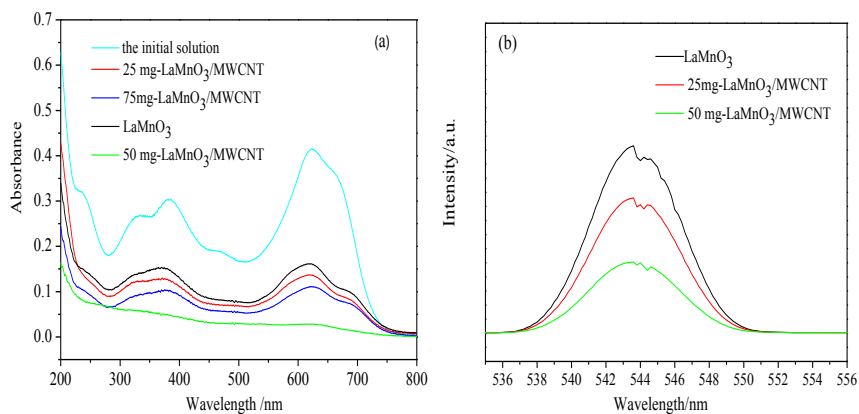 (a)
the initial solution
25 mg-LaMnO3/MWCNT
75mg-LaMnO3/MWCNT
LaMnO3
50 mg-LaMnO3/MWCNT
Absorbance
0.7
0.6
0.5
0.4
0.3
0.2
0.1
0.0
200 300 400 500 600 700 800
Wavelength /nm
(b)
LaMnO3
25mg-LaMnO3/MWCNT
50 mg-LaMnO3/MWCNT
Intensity/a.u.
536 538 540 542 544 546 548 550 552 554 556
Wavelength/nm